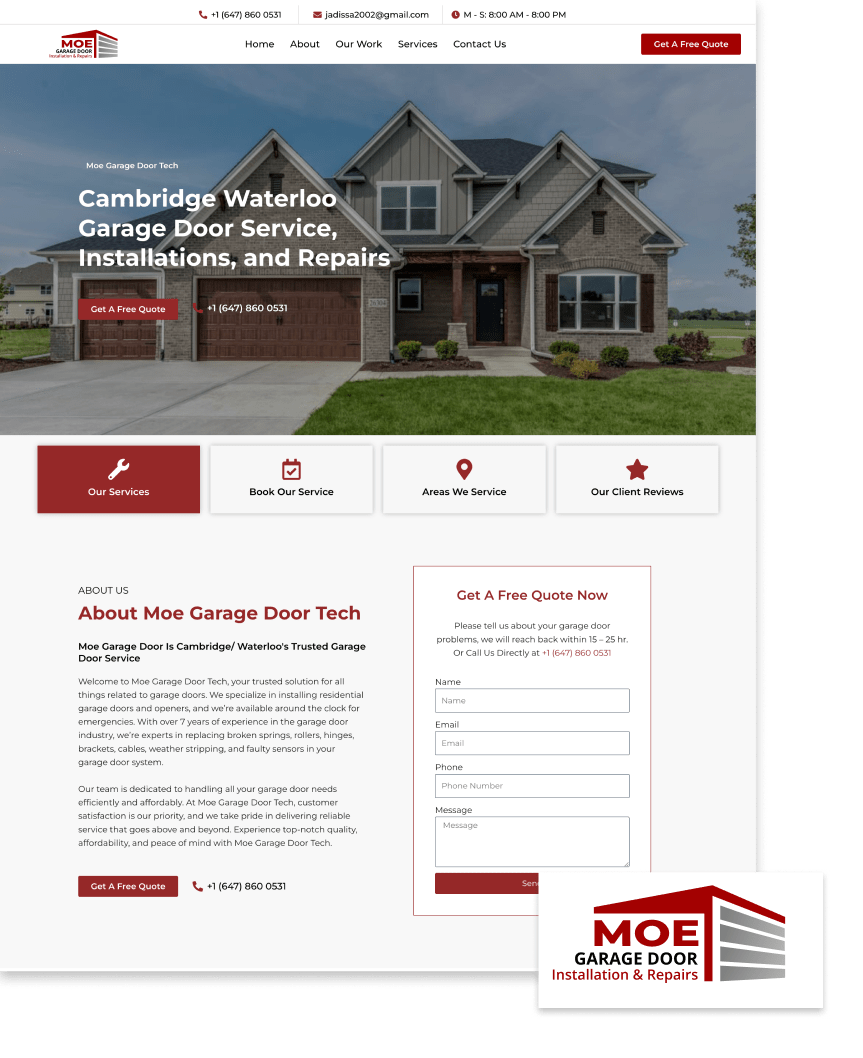 +1 (647) 860 0531
jadissa2002@gmail.com
M - S: 8:00 AM - 8:00 PM
MOE
GARAGE DOOR
Installation & Repairs
Home
About
Our Work
Services
Contact Us
Get A Free Quote
Moe Garage Door Tech
Cambridge Waterloo
Garage Door Service,
Installations, and Repairs
Get A Free Quote
+1 (647) 860 0531
Our Services
Book Our Service
Areas We Service
Our Client Reviews
ABOUT US
About Moe Garage Door Tech
Moe Garage Door Is Cambridge/ Waterloo's Trusted Garage
Door Service
Welcome to Moe Garage Door Tech, your trusted solution for all
things related to garage doors. We specialize in installing residential
garage doors and openers, and we're available around the clock for
emergencies. With over 7 years of experience in the garage door
industry, we're experts in replacing broken springs, rollers, hinges,
brackets, cables, weather stripping, and faulty sensors in your
garage door system.
Our team is dedicated to handling all your garage door needs
efficiently and affordably. At Moe Garage Door Tech, customer
satisfaction is our priority, and we take pride in delivering reliable
service that goes above and beyond. Experience top-notch quality,
affordability, and peace of mind with Moe Garage Door Tech.
Get A Free Quote
+1 (647) 860 0531
Get A Free Quote Now
Please tell us about your garage door
problems, we will reach back within 15 – 25 hr.
Or Call Us Directly at +1 (647) 860 0531
Name
Name
Email
Email
Phone
Phone Number
Message
Message
MOE
GARAGE DOOR
Installation & Repairs